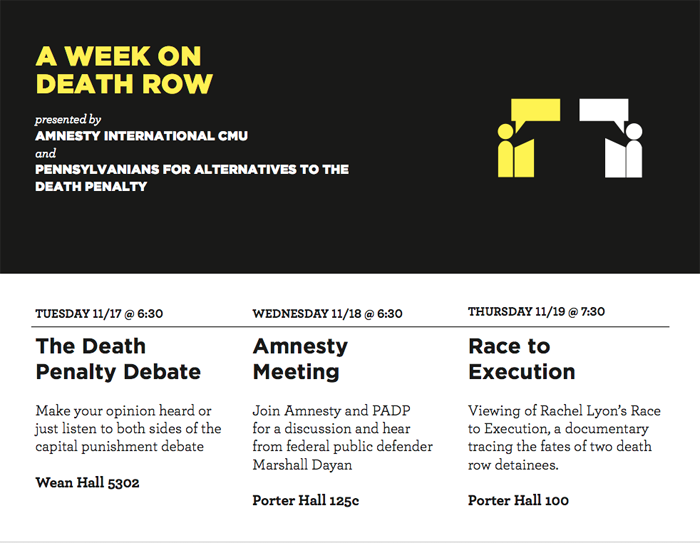 A WEEK ON
DEATH ROW
presented by
AMNESTY INTERNATIONAL CMU
and
PENNSYLVANIANS FOR ALTERNATIVES TO THE
DEATH PENALTY
TUESDAY 11/17 @ 6:30
The Death
Penalty Debate
Make your opinion heard or
just listen to both sides of the
capital punishment debate
Wean Hall 5302
WEDNESDAY 11/18 @ 6:30
Amnesty
Meeting
Join Amnesty and PADP
for a discussion and hear
from federal public defender
Marshall Dayan
Porter Hall 125c
THURSDAY 11/19 @ 7:30
Race to
Execution
Viewing of Rachel Lyon's Race
to Execution, a documentary
tracing the fates of two death
row detainees.
Porter Hall 100